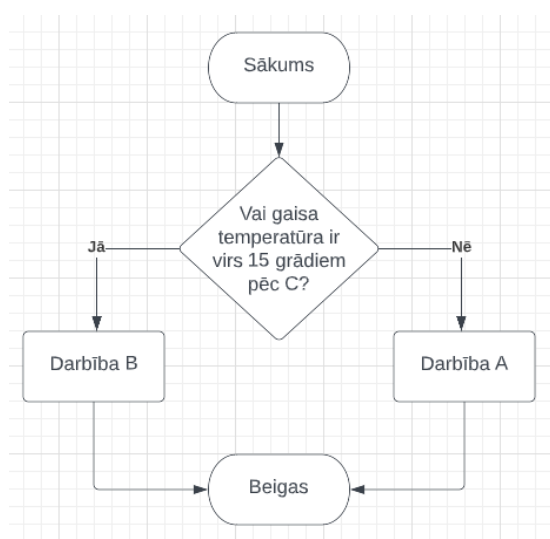 Sākums
Vai gaisa
temperatūra ir
virs 15 grādiem
pēc C?
Jā
Nē
Darbība B
Darbība A
Beigas